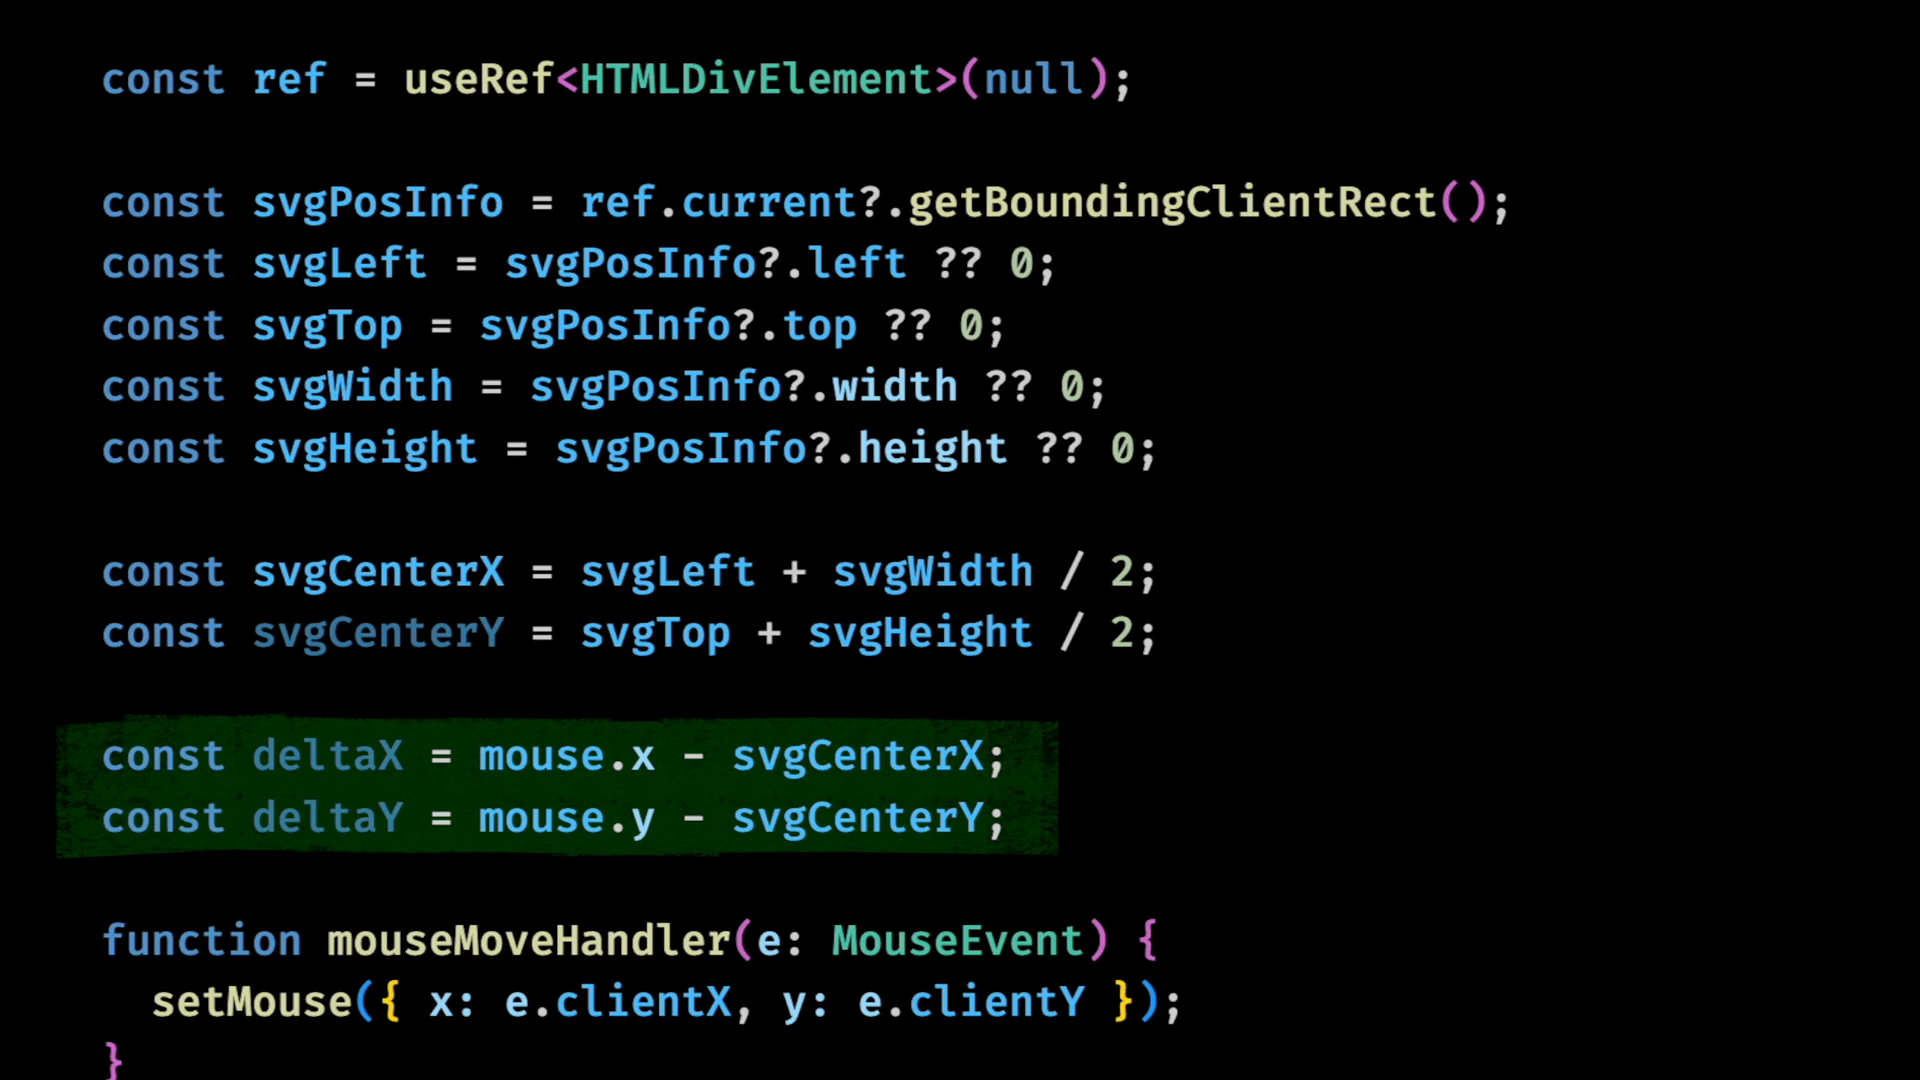 const ref = useRef<HTMLDivElement>(null);
const svgPosInfo = ref.current?.getBoundingClientRect();
const svgLeft = svgPosInfo?.left ?? 0;
const svgTop = svgPosInfo?.top ?? 0;
const svgWidth = svgPosInfo?.width ?? 0;
const svgHeight = svgPosInfo?.height ?? 0;
const svgCenterX = svgLeft + svgWidth / 2;
const svgCenterY = svgTop + svgHeight / 2;
const deltaX = mouse.x - svgCenterX;
const deltaY = mouse.y - svgCenterY;
function mouseMoveHandler(e: MouseEvent) {
  setMouse({ x: e.clientX, y: e.clientY });
}